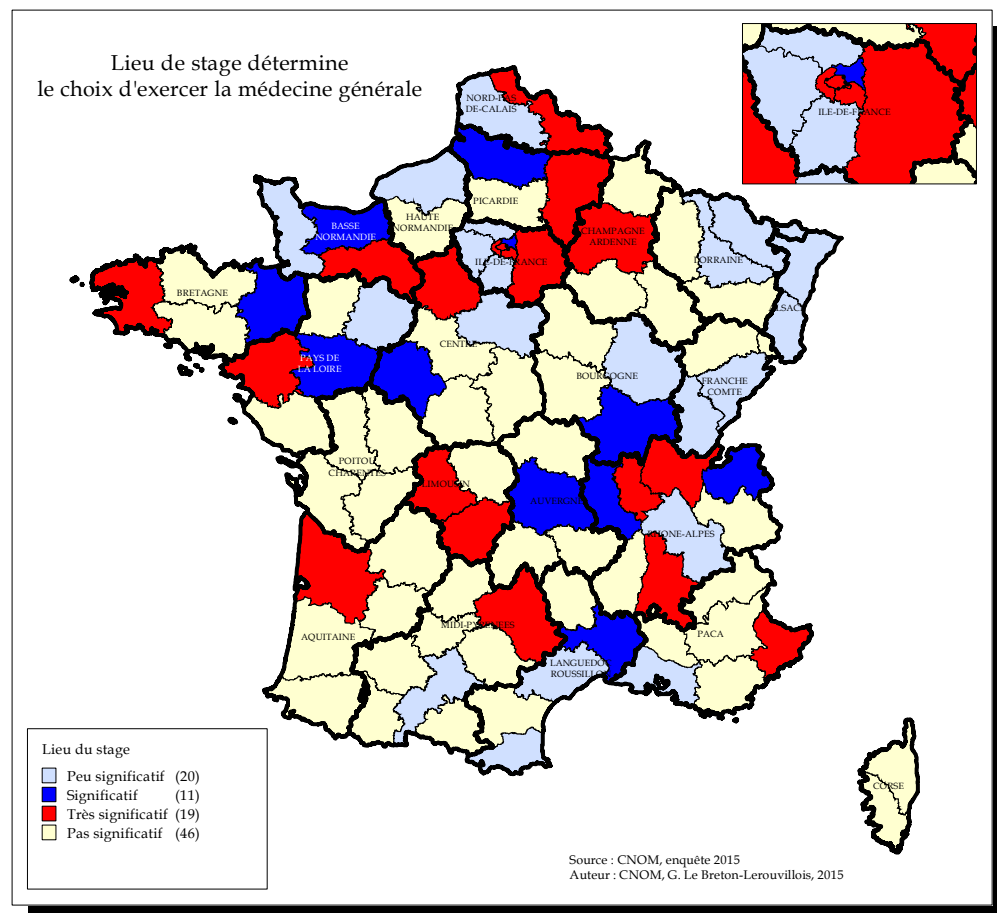 Lieu de stage détermine
le choix d'exercer la médecine générale
ILE-DE-FRANCE
NORD-PAS
DE-CALAIS
PICARDIE
HAUTE
NORMANDIE
BASSE
NORMANDIE
CHAMPAGNE
ARDENNE
LORRAINE
ILE-DE-FRANCE
ALSACE
BRETAGNE
CENTRE
PAYS DE
LA LOIRE
BOURGOGNE
FRANCHE
COMTE
POITOU
CHARENTES
LIMOUSIN
AUVERGNE
RHONE-ALPES
AQUITAINE
MIDI-PYRENEES
PACA
LANGUEDOC
ROUSSILLON
CORSE
Lieu du stage
Peu significatif (20)
Significatif (11)
Très significatif (19)
Pas significatif (46)
Source : CNOM, enquête 2015
Auteur : CNOM, G. Le Breton-Lerouvillois, 2015